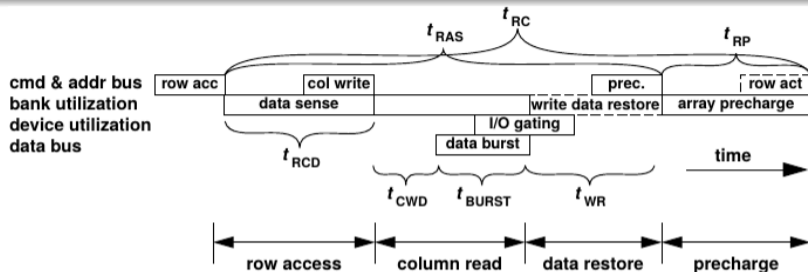 tRC
tRAS
tRP
cmd & addr bus row acc col write prec. row act
bank utilization data sense write data restore array precharge
device utilization I/O gating
data bus data burst
tRCD
time
tCWD tBURST tWR
row access column read data restore precharge